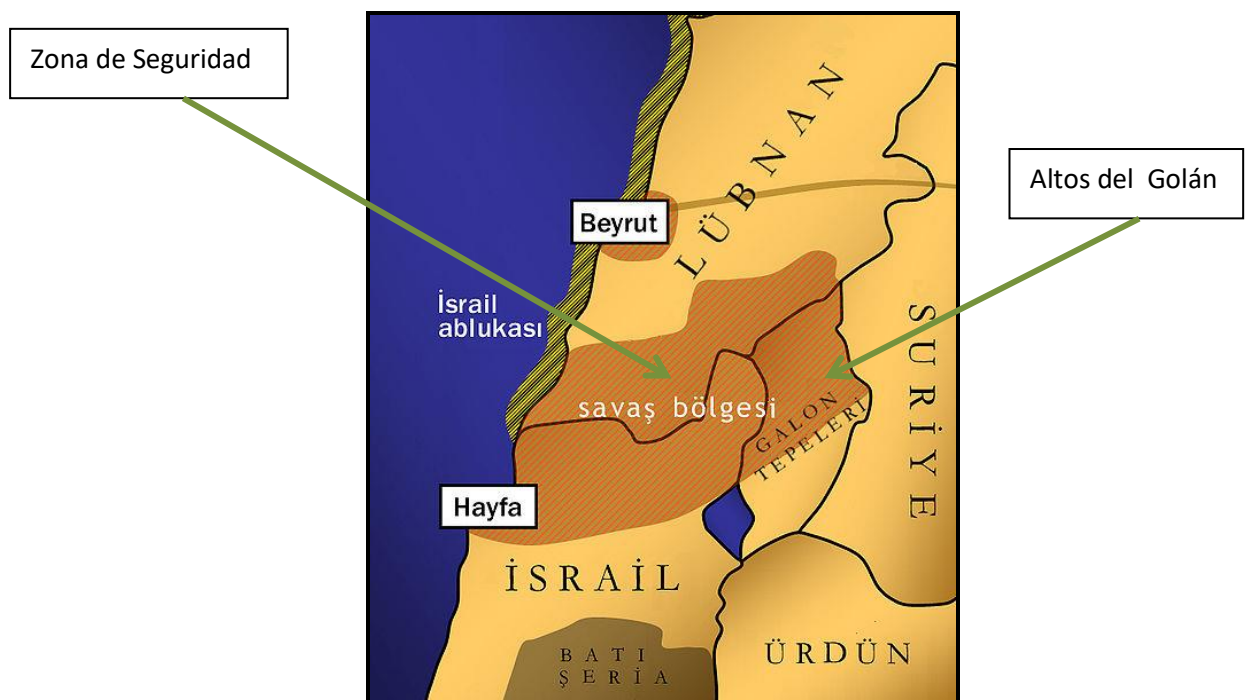 Zona de Seguridad
Altos del Golán
LÜBNAN
Beyrut
İsrail
ablukası
SURİYE
savaş bölgesi
GALON
TEPELERİ
Hayfa
İSRAİL
BATI
ŞERİA
ÜRDÜN